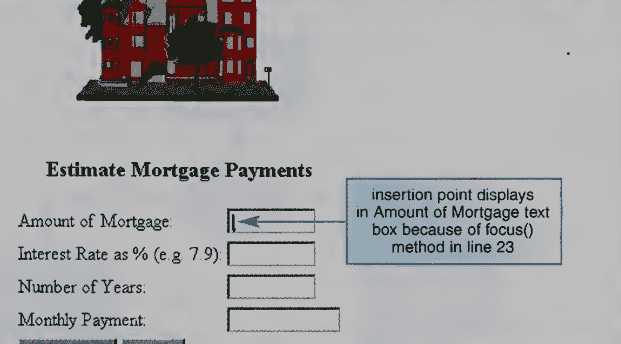 Estimate Mortgage Payments
insertion point displays
in Amount of Mortgage text
box because of focus()
method in line 23
Amount of Mortgage:
Interest Rate as % (e.g. 7.9):
Number of Years:
Monthly Payment: